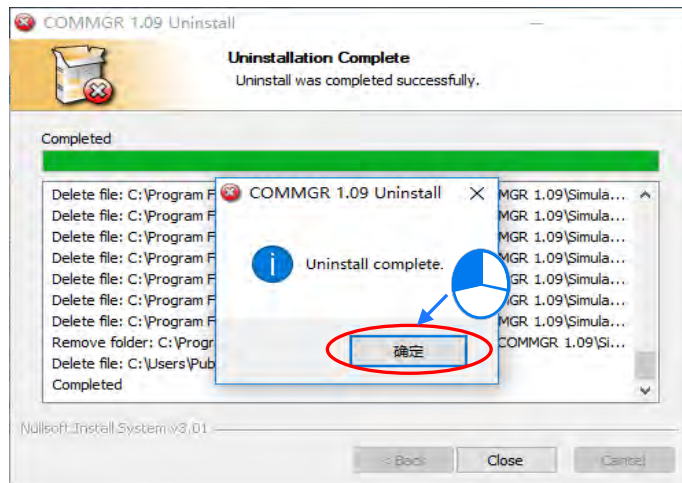 COMMGR 1.09 Uninstall
Uninstallation Complete
Uninstall was completed successfully.
Completed
Delete file: C:\Program F MGR 1.09\Simula...
Delete file: C:\Program F MGR 1.09\Simula...
Delete file: C:\Program F MGR 1.09\Simula...
Delete file: C:\Program F MGR 1.09\Simula...
Delete file: C:\Program F GR 1.09\Simula...
Delete file: C:\Program F MGR 1.09\Simula...
Delete file: C:\Program F MGR 1.09\Simula...
Remove folder: C:\Progr COMMGR 1.09\Si...
Delete file: C:\Users\Pub
Completed
COMMGR 1.09 Uninstall
Uninstall complete.
确定
Nullsoft Install System v3.01
< Back Close Cancel